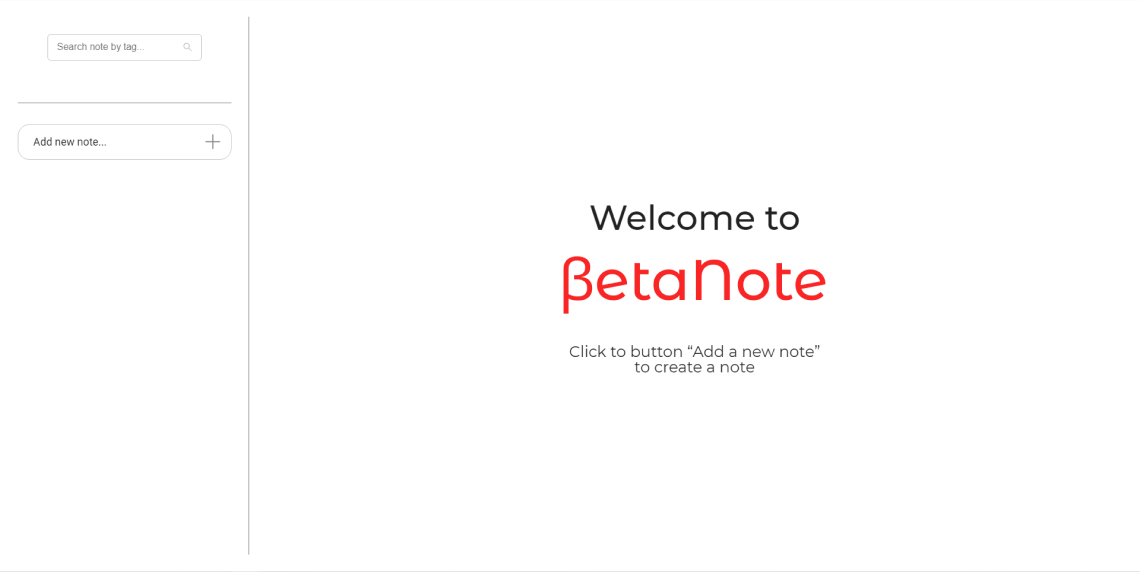 Search note by tag...
Add new note...
Welcome to
βetaNote
Click to button “Add a new note”
to create a note